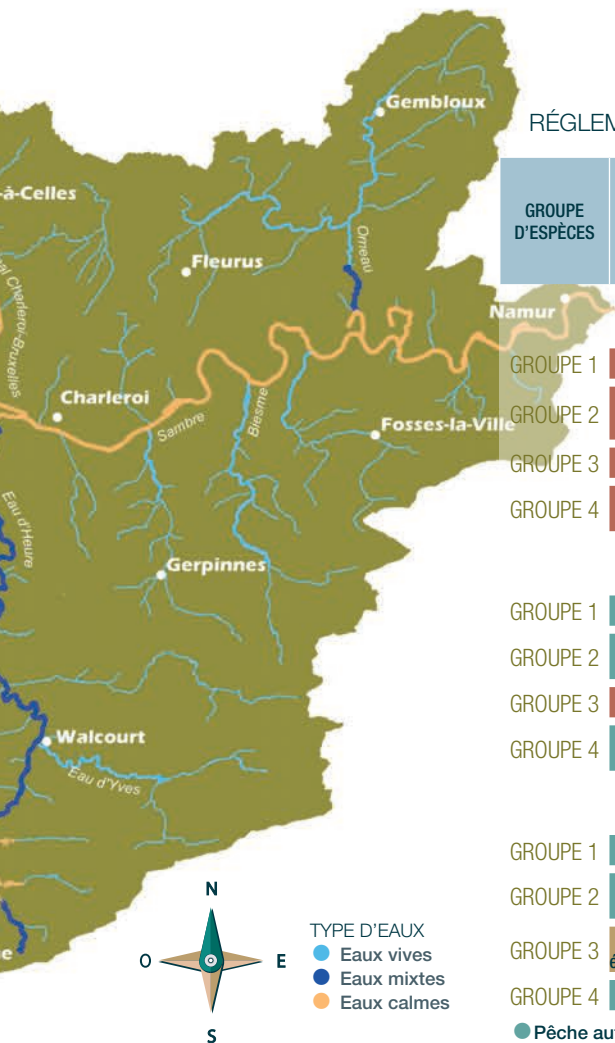 Gembloux
RÉGLEM
-à-Celles
GROUPE
D'ESPÈCES
Orneau
Fleurus
al Charleroi-Bruxelles
Namur
GROUPE 1
Charleroi
Biesme
Sambre
GROUPE 2
Fosses-la-Ville
GROUPE 3
Eau d'Heure
GROUPE 4
Gerpinnes
GROUPE 1
GROUPE 2
GROUPE 3
Walcourt
GROUPE 4
Eau d'Yves
GROUPE 1
GROUPE 2
N
TYPE D'EAUX
O
E
Eaux vives
GROUPE 3
Eaux mixtes
GROUPE 4
Eaux calmes
S
Pêche au